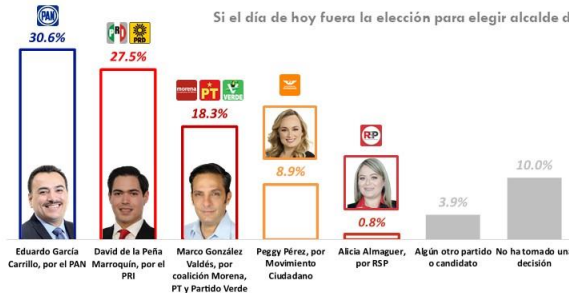 Si el día de hoy fuera la elección para elegir alcalde d
PAN
30.6%
PRI
PRD
27.5%
morena
PT
VERDE
18.3%
8.9%
RSP
0.8%
3.9%
10.0%
Eduardo García
Carrillo, por el PAN
David de la Peña
Marroquín, por el
PRI
Marco González
Valdés, por
coalición Morena,
PT y Partido Verde
Peggy Pérez, por
Movimiento
Ciudadano
Alicia Almaguer,
por RSP
Algún otro partido
o candidato
No ha tomado una
decisión